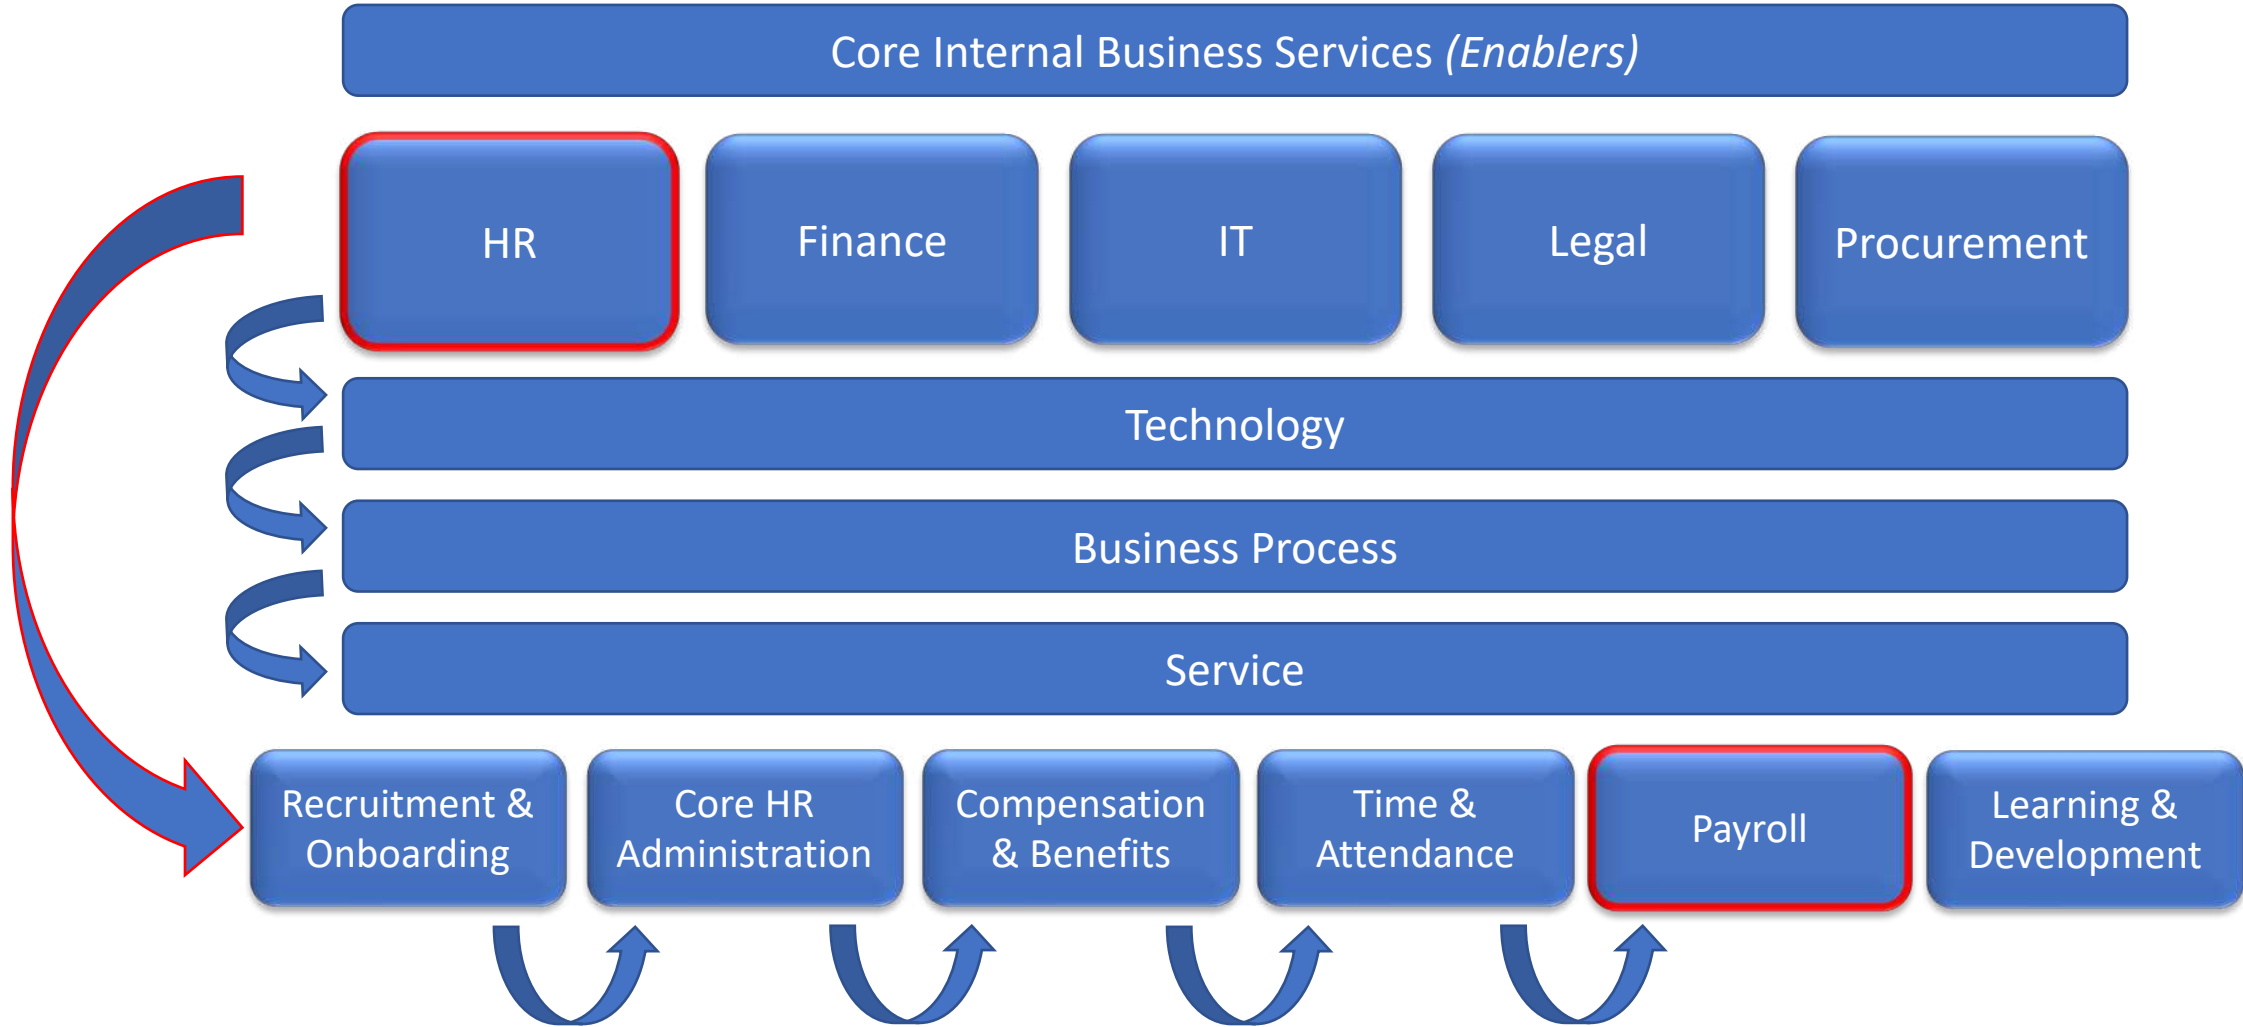 Core Internal Business Services (Enablers)
HR
Finance
IT
Legal
Procurement
Technology
Business Process
Service
Recruitment &
Onboarding
Core HR
Administration
Compensation
& Benefits
Time &
Attendance
Payroll
Learning &
Development